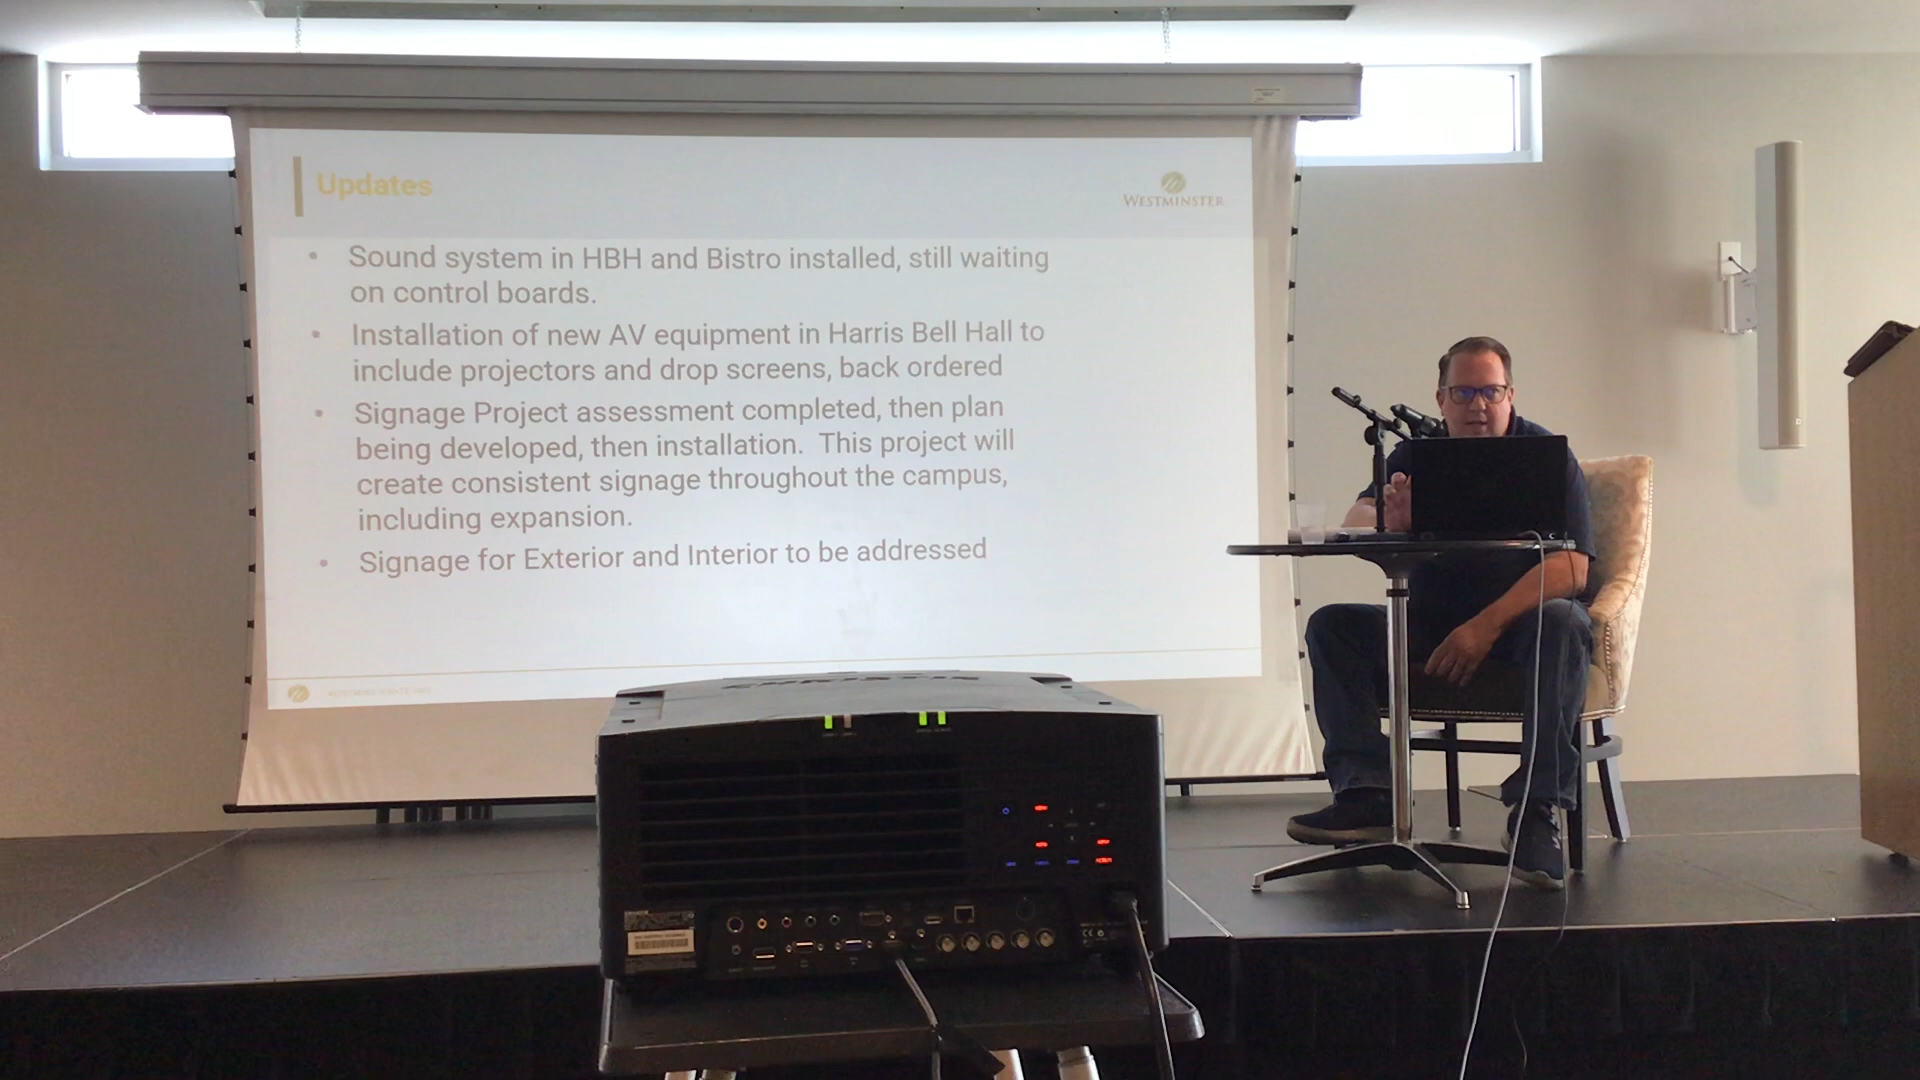 Updates
WESTMINSTER
• Sound system in HBH and Bistro installed, still waiting
on control boards.
• Installation of new AV equipment in Harris Bell Hall to
include projectors and drop screens, back ordered
• Signage Project assessment completed, then plan
being developed, then installation. This project will
create consistent signage throughout the campus,
including expansion.
• Signage for Exterior and Interior to be addressed
CHRISTIE